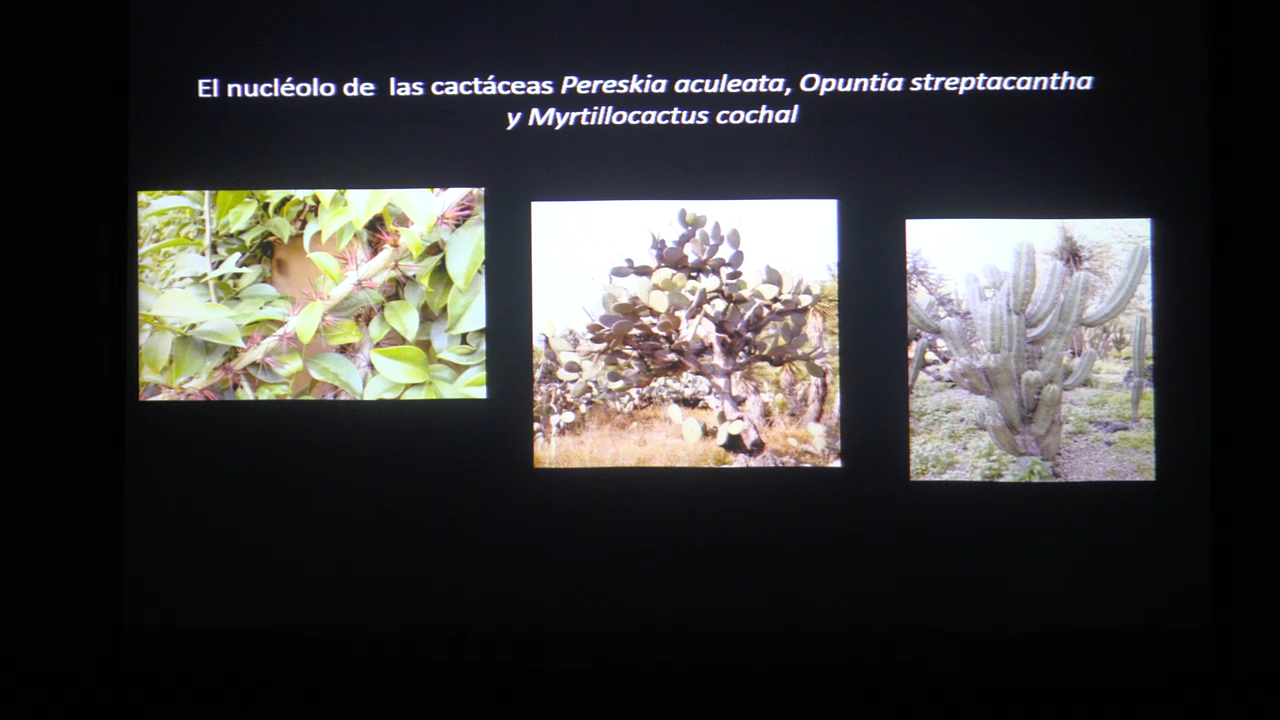 El nucléolo de las cactáceas Pereskia aculeata, Opuntia streptacantha
y Myrtillocactus cochal